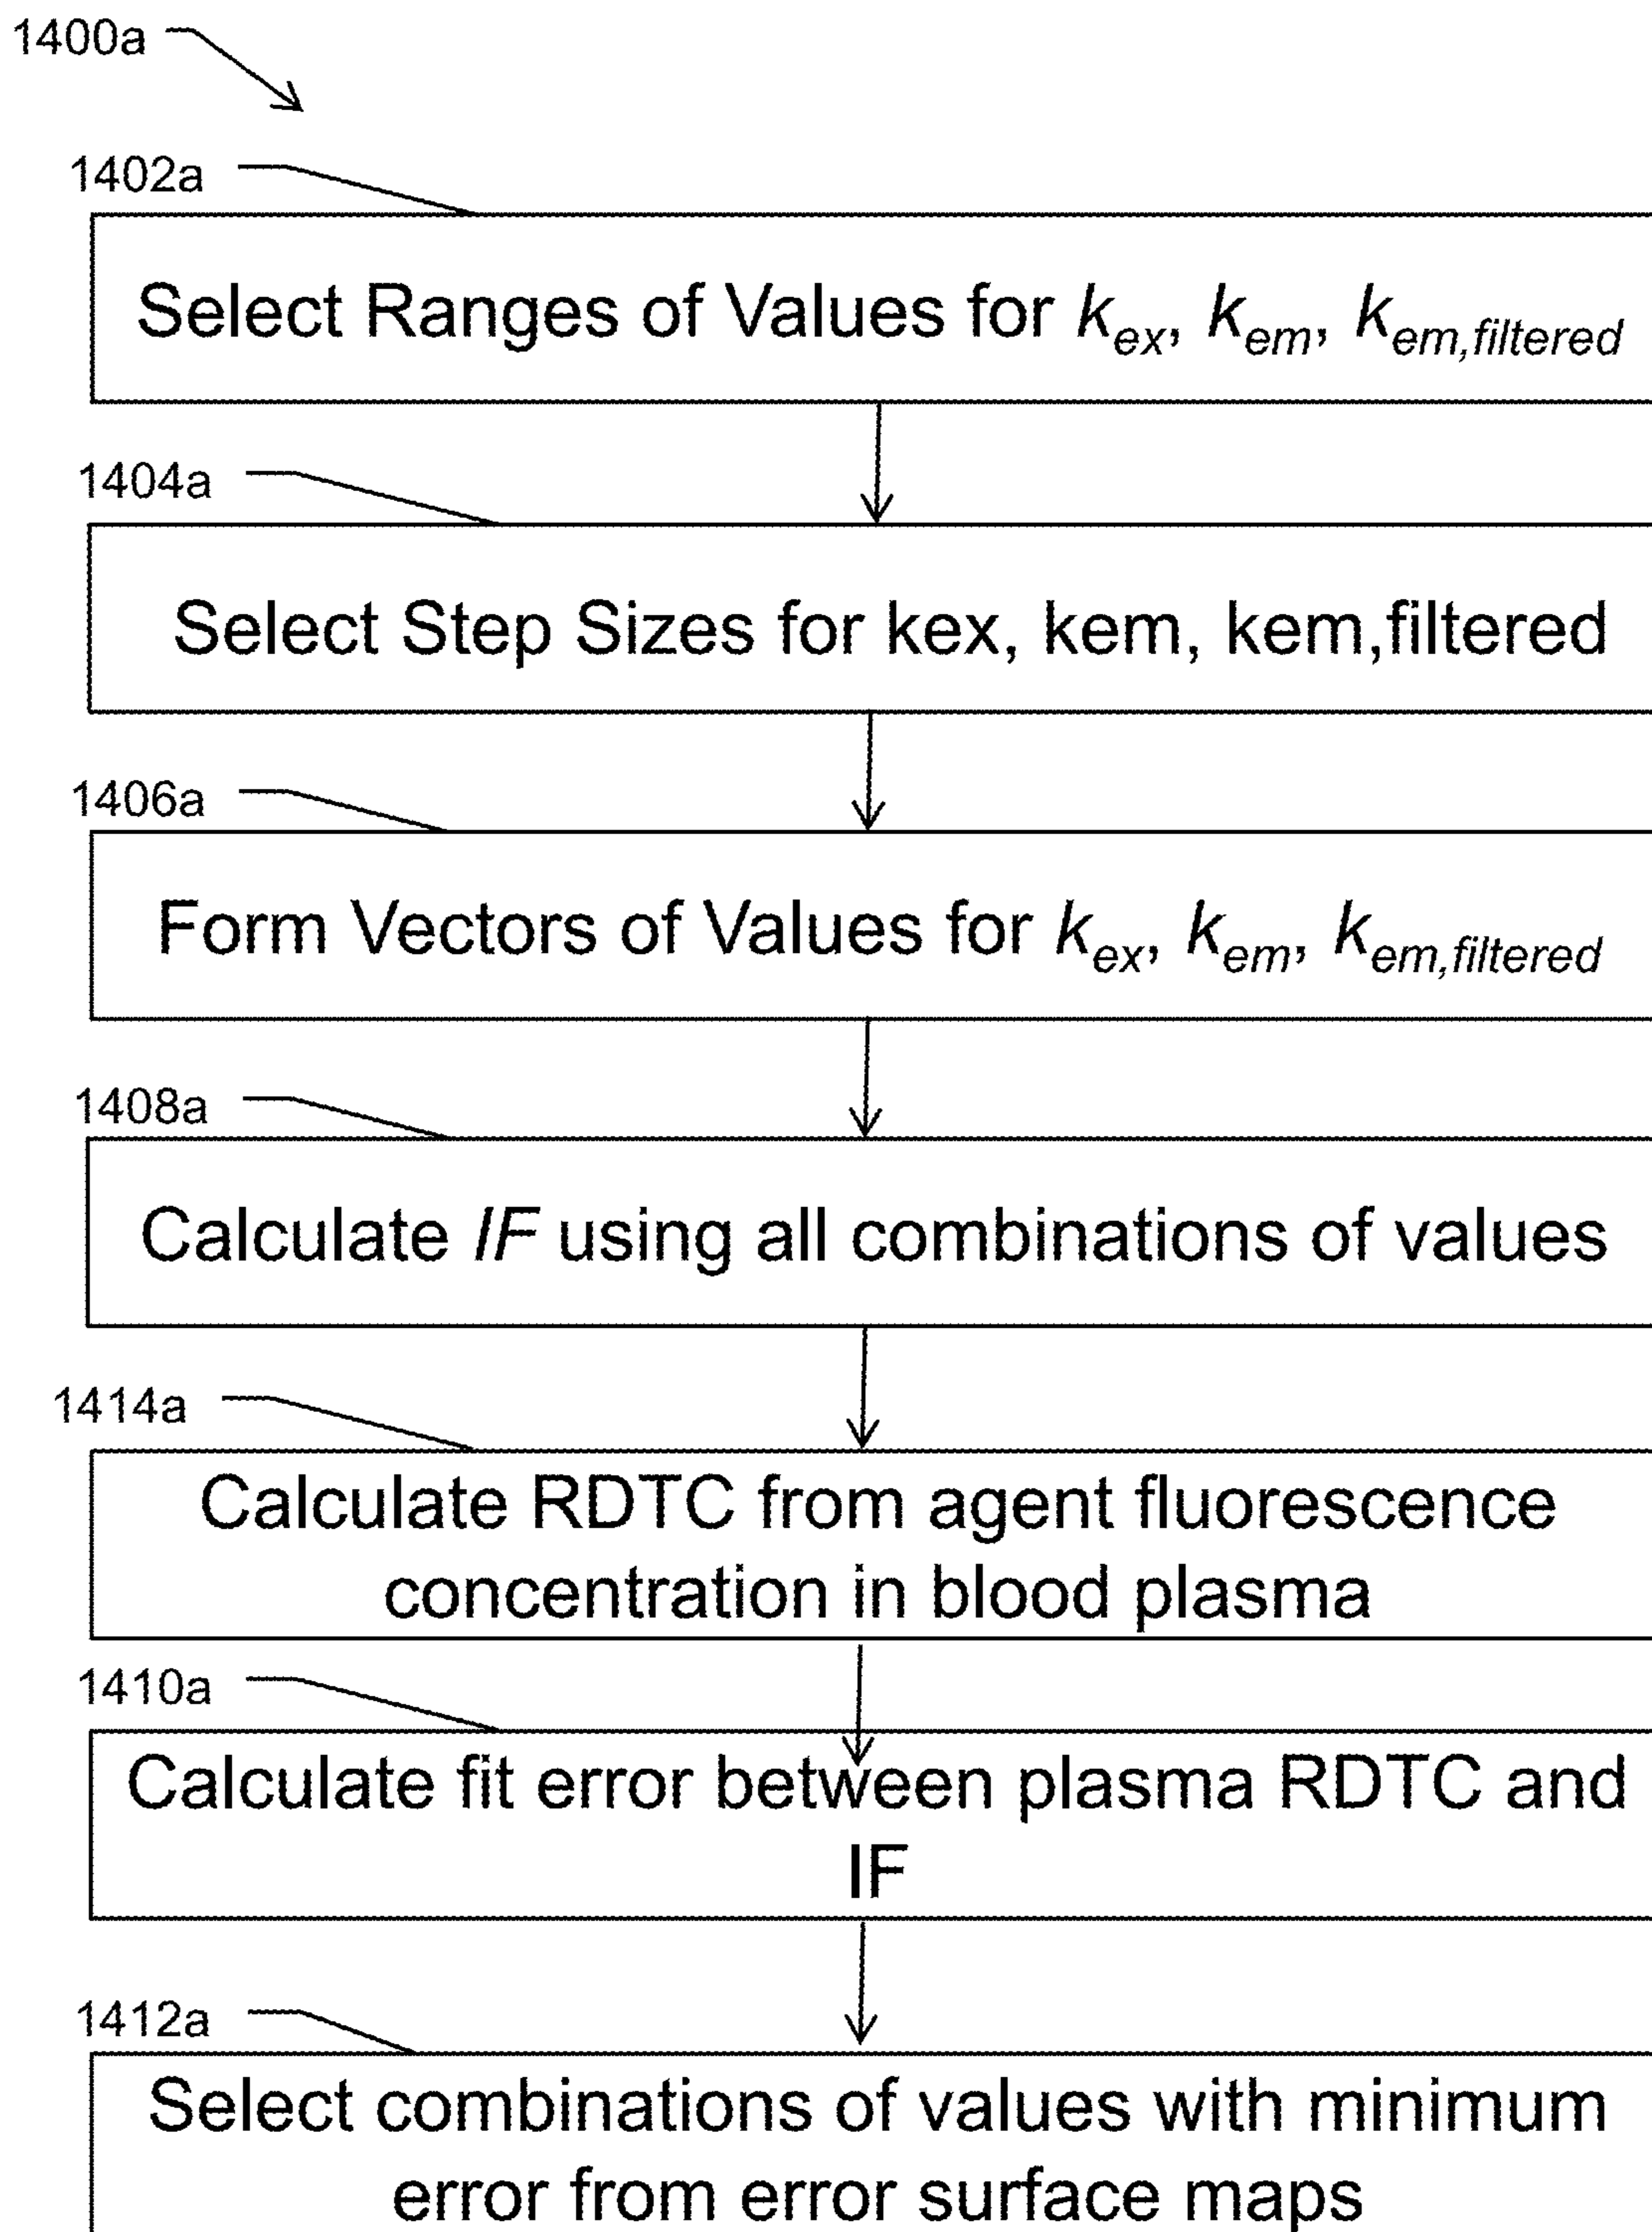 1400a
1402a
Select Ranges of Values for kex, kem, kem,filtered
1404a
Select Step Sizes for kex, kem, kem,filtered
1406a
Form Vectors of Values for kex, kem, kem,filtered
1408a
Calculate IF using all combinations of values
1414a
Calculate RDTC from agent fluorescence
concentration in blood plasma
1410a
Calculate fit error between plasma RDTC and
IF
1412a
Select combinations of values with minimum
error from error surface maps